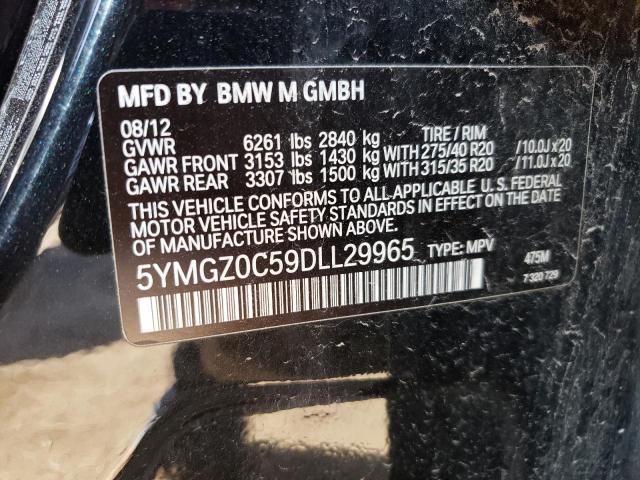 MFD BY BMW M GMBH
08/12
GVWR 6261 lbs 2840 kg TIRE / RIM
GAWR FRONT 3153 lbs 1430 kg WITH 275/40 R20 /10.0J x 20
GAWR REAR 3307 lbs 1500 kg WITH 315/35 R20 /11.0J x 20
THIS VEHICLE CONFORMS TO ALL APPLICABLE U.S. FEDERAL
MOTOR VEHICLE SAFETY STANDARDS IN EFFECT ON THE DATE
OF MANUFACTURE SHOWN ABOVE.
5YMGZ0C59DLL29965 TYPE: MPV 475M
7 320 729